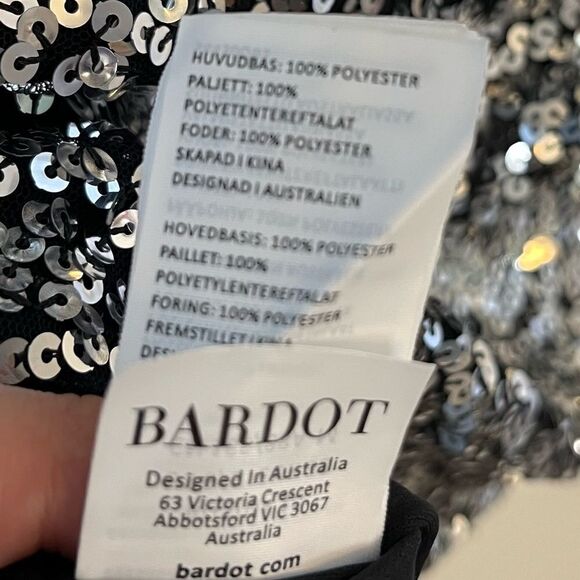 HUVUDBAS: 100% POLYESTER
PALJETT: 100%
POLYETENTEREFTALAT
FODER: 100% POLYESTER
SKAPAD I KINA
DESIGNAD I AUSTRALIEN
HOVEDBASIS: 100% POLYESTER
PAILLET: 100%
POLYETYLENTEREFTALAT
FORING: 100% POLYESTER
FREMSTILLET I KINA
BARDOT
Designed In Australia
63 Victoria Crescent
Abbotsford VIC 3067
Australia
bardot com